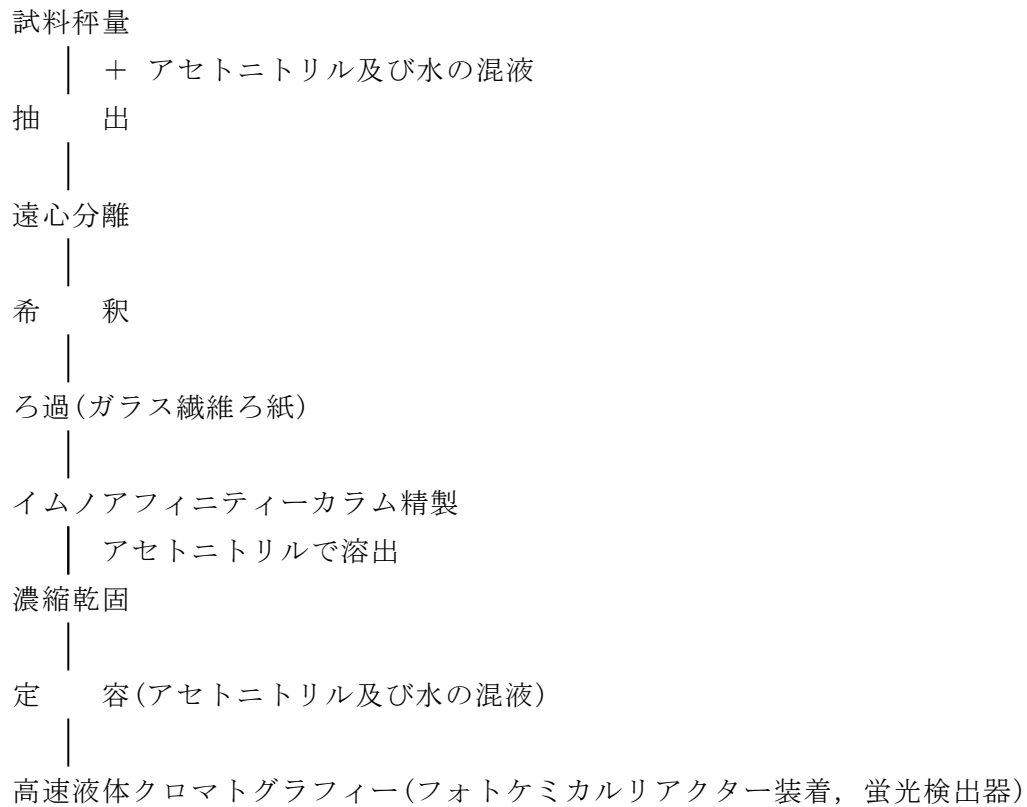 試料秤量
+ アセトニトリル及び水の混液
抽　　出
遠心分離
希　　釈
ろ過(ガラス繊維ろ紙)
イムノアフィニティーカラム精製
アセトニトリルで溶出
濃縮乾固
定　　容(アセトニトリル及び水の混液)
高速液体クロマトグラフィー(フォトケミカルリアクター装着, 蛍光検出器)